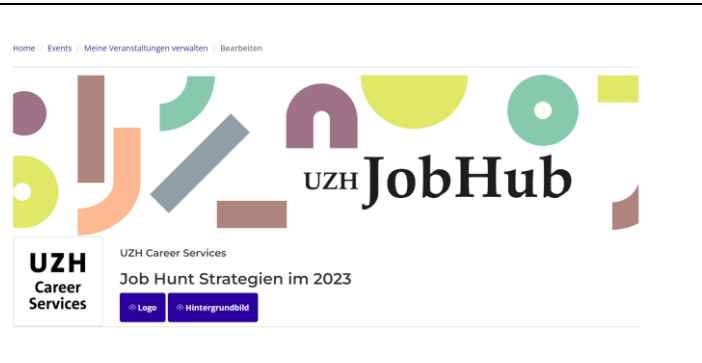 Home / Events / Meine Veranstaltungen verwalten / Bearbeiten
UZH JobHub
UZH
Career
Services
UZH Career Services
Job Hunt Strategien im 2023
Logo
Hintergrundbild